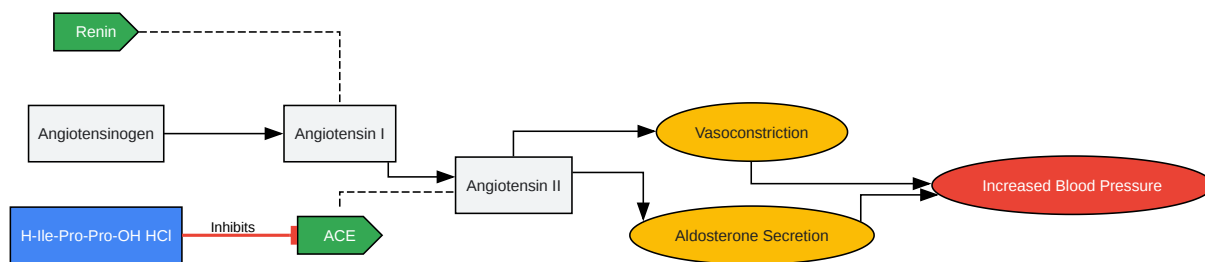 Renin
Angiotensinogen
Angiotensin I
Vasoconstriction
Angiotensin II
Increased Blood Pressure
H-Ile-Pro-Pro-OH HCl
Inhibits
ACE
Aldosterone Secretion